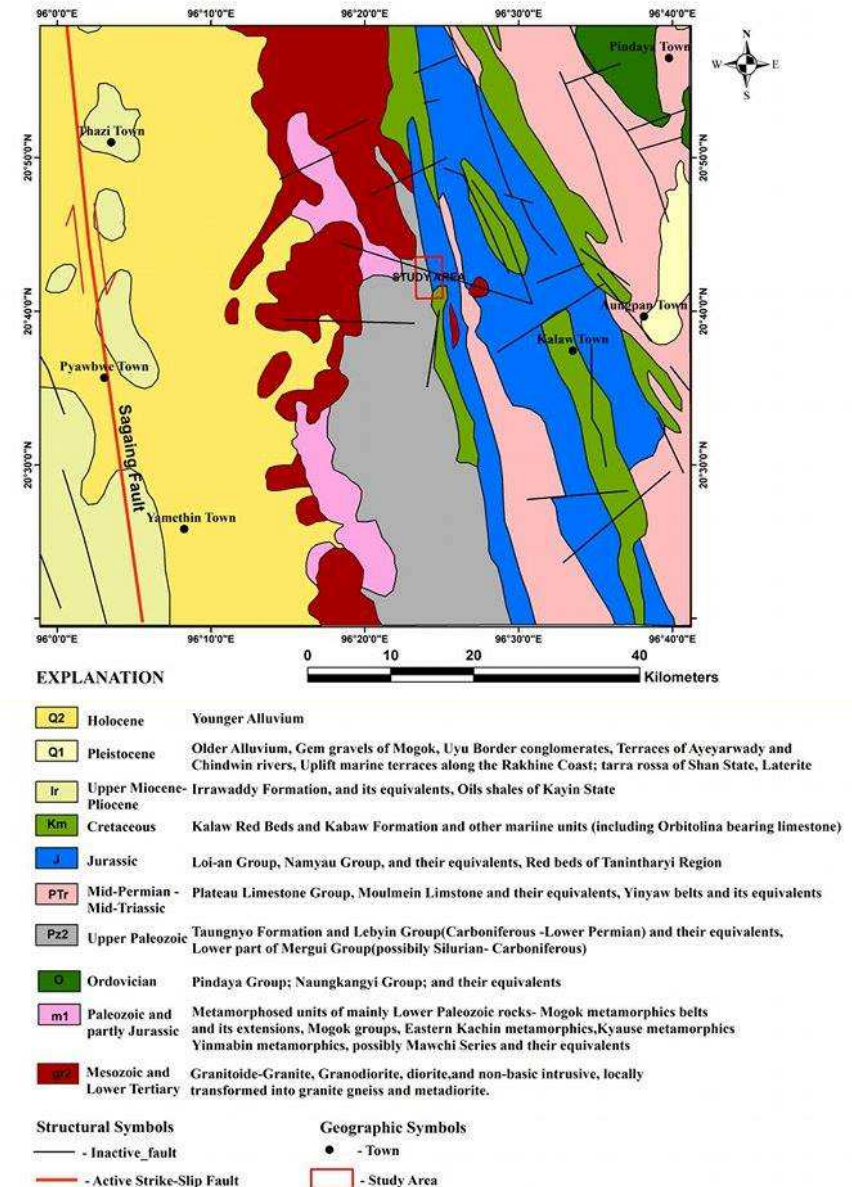 96°0'0"E 96°10'0"E 96°20'0"E 96°30'0"E 96°40'0"E
Pindaya Town
N
W E
S
Thazi Town
20°50'0"N 20°50'0"N
STUDY AREA
Aungpan Town
20°40'0"N 20°40'0"N
Kalaw Town
Pyawbwe Town
Sagaing Fault
20°30'0"N 20°30'0"N
Yamethin Town
96°0'0"E 96°10'0"E 96°20'0"E 96°30'0"E 96°40'0"E
0 10 20 40
Kilometers
EXPLANATION
Q2 Holocene Younger Alluvium
Q1 Pleistocene Older Alluvium, Gem gravels of Mogok, Uyu Border conglomerates, Terraces of Ayeyarwady and
Chindwin rivers, Uplift marine terraces along the Rakhine Coast; tarra rossa of Shan State, Laterite
Ir Upper Miocene- Irrawaddy Formation, and its equivalents, Oils shales of Kayin State
Pliocene
Km Cretaceous Kalaw Red Beds and Kabaw Formation and other mariine units (including Orbitolina bearing limestone)
J Jurassic Loi-an Group, Namyau Group, and their equivalents, Red beds of Tanintharyi Region
PTr Mid-Permian - Plateau Limestone Group, Moulmein Limstone and their equivalents, Yinyaw belts and its equivalents
Mid-Triassic
Pz2 Upper Paleozoic Taungnyo Formation and Lebyin Group(Carboniferous -Lower Permian) and their equivalents,
Lower part of Mergui Group(possibily Silurian- Carboniferous)
O Ordovician Pindaya Group; Naungkangyi Group; and their equivalents
m1 Paleozoic and Metamorphosed units of mainly Lower Paleozoic rocks- Mogok metamorphics belts
partly Jurassic and its extensions, Mogok groups, Eastern Kachin metamorphics,Kyause metamorphics
Yinmabin metamorphics, possibly Mawchi Series and their equivalents
gr2 Mesozoic and Granitoide-Granite, Granodiorite, diorite,and non-basic intrusive, locally
Lower Tertiary transformed into granite gneiss and metadiorite.
Structural Symbols Geographic Symbols
- Inactive_fault - Town
- Active Strike-Slip Fault - Study Area